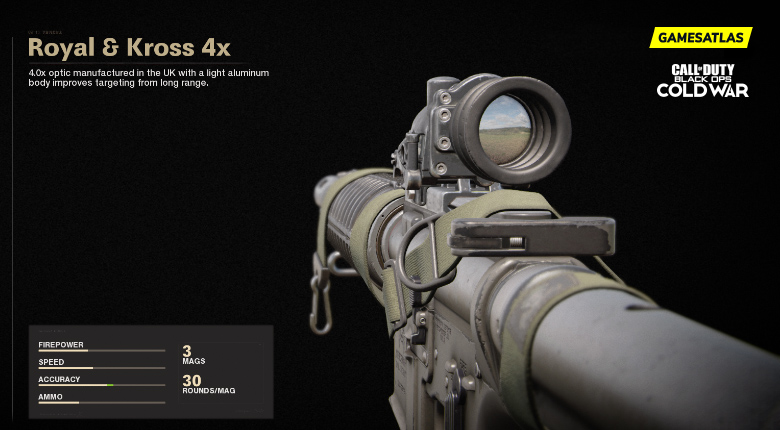 Royal & Kross 4x
4.0x optic manufactured in the UK with a light aluminum
body improves targeting from long range.
GAMESATLAS
CALL OF DUTY
BLACK OPS
COLD WAR
FIREPOWER
SPEED
ACCURACY
AMMO
3
MAGS
30
ROUNDS/MAG